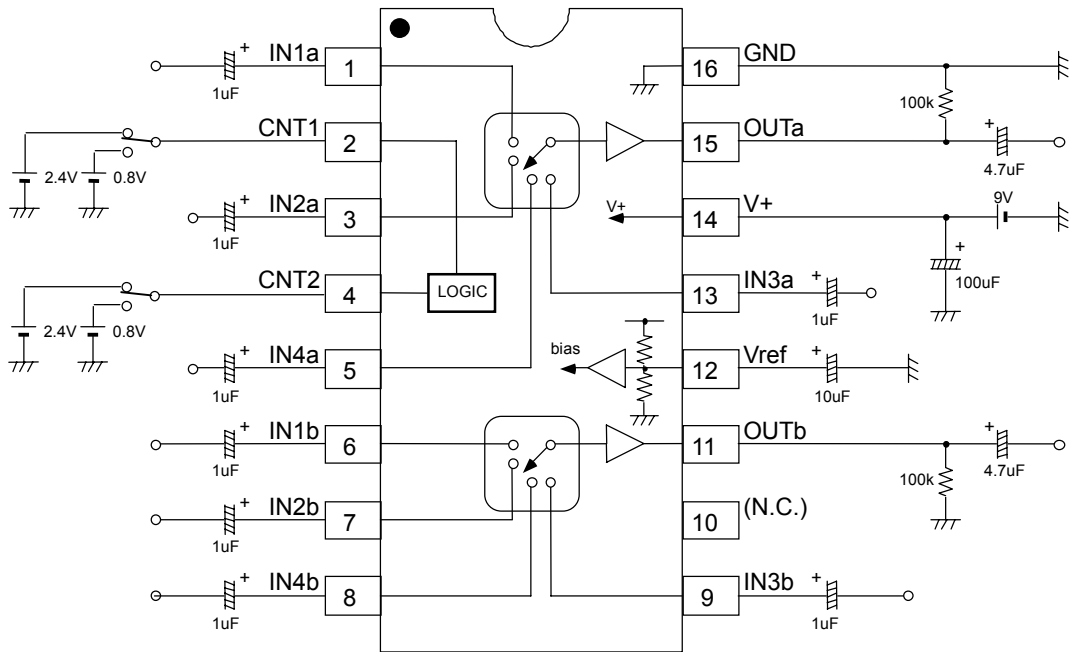 IN1a
1uF
+
1
16
GND
100k
CNT1
2
15
OUTa
+
4.7uF
2.4V
0.8V
IN2a
+
1uF
3
V+
14
V+
9V
+
100uF
CNT2
4
LOGIC
13
IN3a
+
1uF
2.4V
0.8V
IN4a
+
1uF
5
bias
12
Vref
+
10uF
IN1b
+
1uF
6
11
OUTb
+
4.7uF
100k
IN2b
+
1uF
7
10
(N.C.)
IN4b
+
1uF
8
9
IN3b
+
1uF